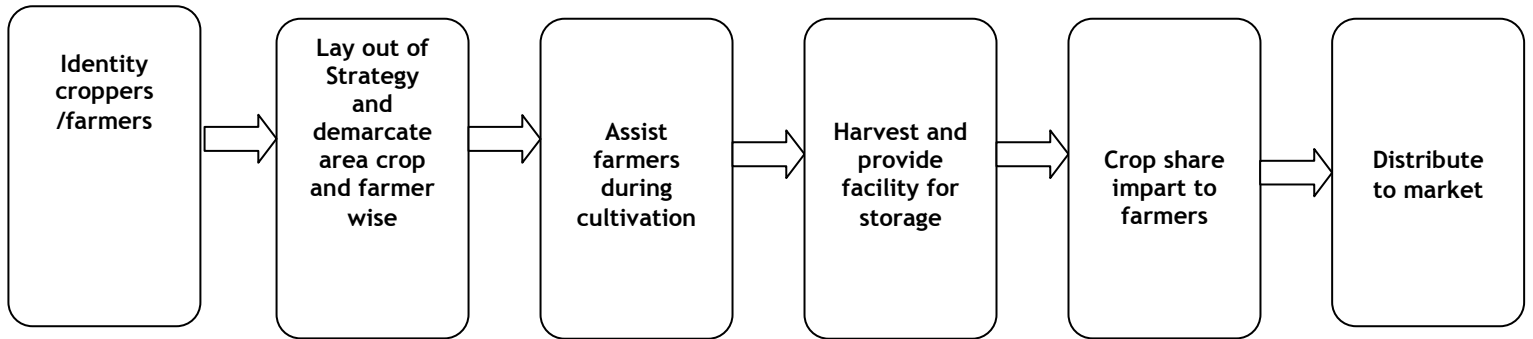 Identity
croppers
/farmers
Lay out of
Strategy
and
demarcate
area crop
and farmer
wise
Assist
farmers
during
cultivation
Harvest and
provide
facility for
storage
Crop share
impart to
farmers
Distribute
to market